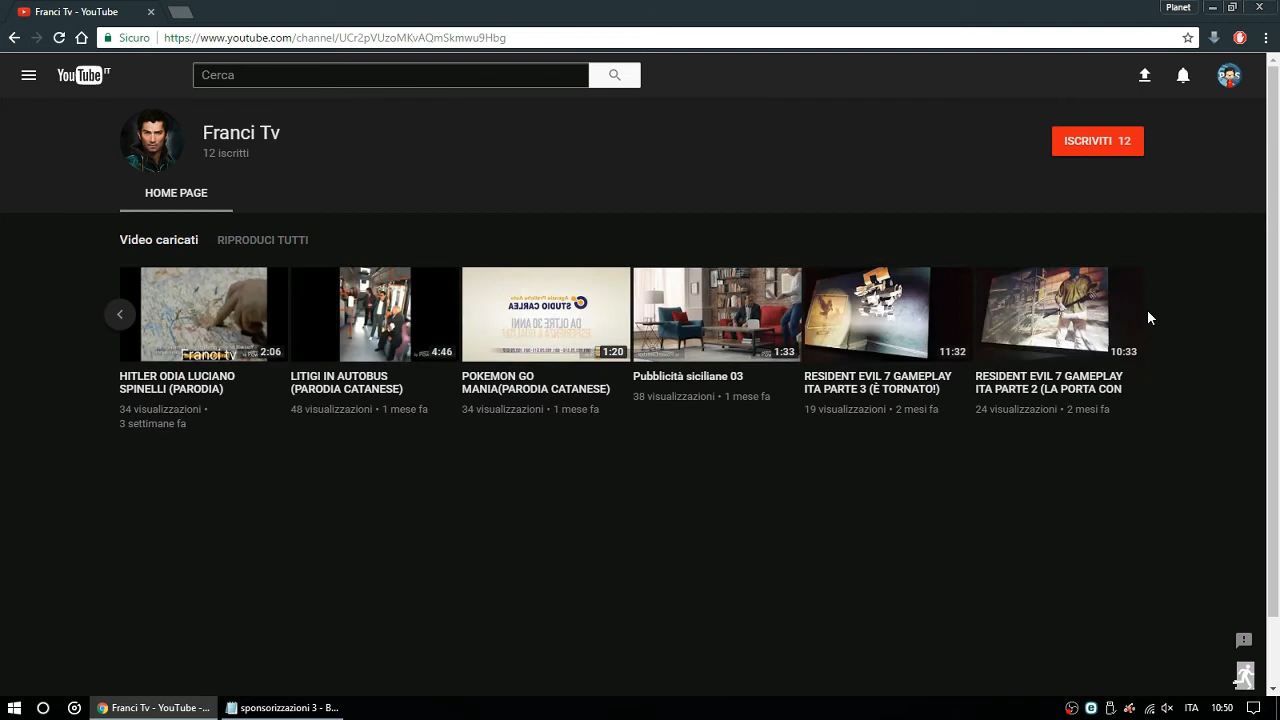 Franci Tv - YouTube
Planet
Sicuro
https://www.youtube.com/channel/UCr2pVUzoMKvAQmSkmwu9Hbg
YouTube IT
Cerca
Franci Tv
12 iscritti
ISCRIVITI 12
HOME PAGE
Video caricati RIPRODUCI TUTTI
Franci tv
2:06
4:46
Agenzia Pratiche Auto
STUDIO CARLEA
DA OLTRE 30 ANNI
1:20
1:33
11:32
10:33
HITLER ODIA LUCIANO
SPINELLI (PARODIA)
34 visualizzazioni •
3 settimane fa
LITIGI IN AUTOBUS
(PARODIA CATANESE)
48 visualizzazioni • 1 mese fa
POKEMON GO
MANIA(PARODIA CATANESE)
34 visualizzazioni • 1 mese fa
Pubblicità siciliane 03
38 visualizzazioni • 1 mese fa
RESIDENT EVIL 7 GAMEPLAY
ITA PARTE 3 (È TORNATO!)
19 visualizzazioni • 2 mesi fa
RESIDENT EVIL 7 GAMEPLAY
ITA PARTE 2 (LA PORTA CON
24 visualizzazioni • 2 mesi fa
Franci Tv - YouTube -...
sponsorizzazioni 3 - B...
ITA
10:50